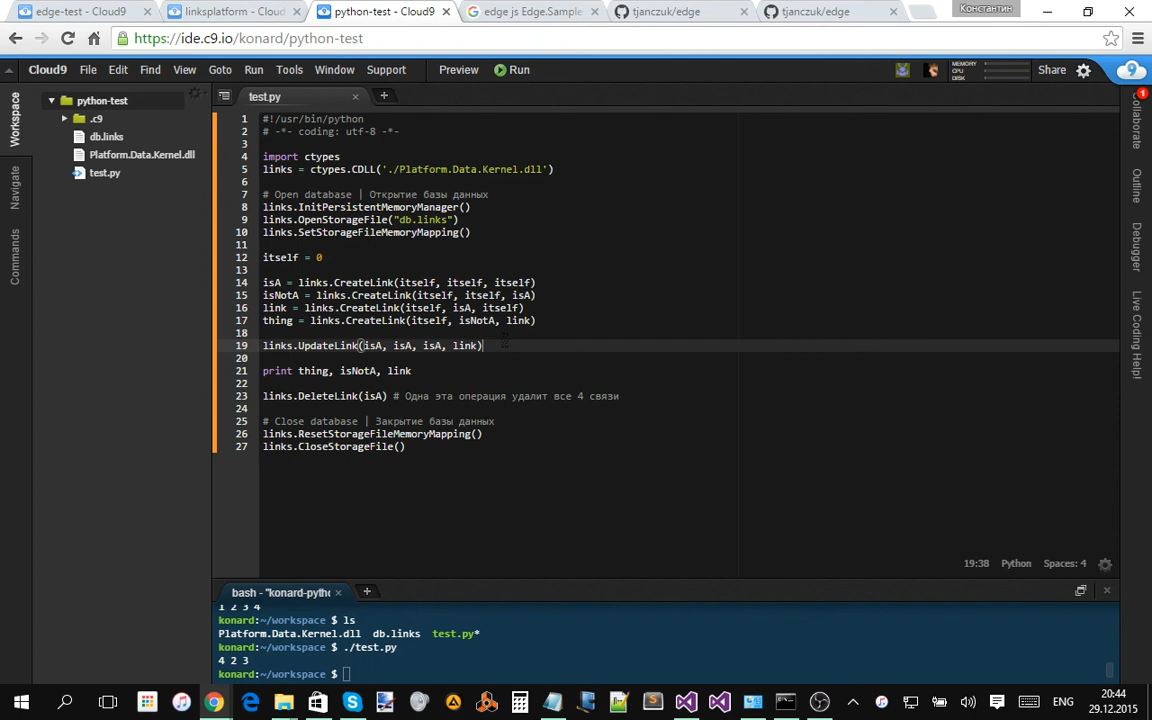 edge-test - Cloud9
linksplatform - Cloud
python-test - Cloud9
edge js Edge.Sample
tjanczuk/edge
tjanczuk/edge
Константин
https://ide.c9.io/konard/python-test
Cloud9 File Edit Find View Goto Run Tools Window Support Preview Run
MEMORY
CPU
DISK
Share
Workspace
Navigate
Commands
python-test
.c9
db.links
Platform.Data.Kernel.dll
test.py
test.py
1 #!/usr/bin/python
2 # -*- coding: utf-8 -*-
3
4 import ctypes
5 links = ctypes.CDLL('./Platform.Data.Kernel.dll')
6
7 # Open database | Открытие базы данных
8 links.InitPersistentMemoryManager()
9 links.OpenStorageFile("db.links")
10 links.SetStorageFileMemoryMapping()
11
12 itself = 0
13
14 isA = links.CreateLink(itself, itself, itself)
15 isNotA = links.CreateLink(itself, itself, isA)
16 link = links.CreateLink(itself, isA, itself)
17 thing = links.CreateLink(itself, isNotA, link)
18
19 links.UpdateLink(isA, isA, isA, link)
20
21 print thing, isNotA, link
22
23 links.DeleteLink(isA) # Одна эта операция удалит все 4 связи
24
25 # Close database | Закрытие базы данных
26 links.ResetStorageFileMemoryMapping()
27 links.CloseStorageFile()
19:38 Python Spaces: 4
1
Collaborate
Outline
Debugger
Live Coding Help!
bash - "konard-pytho
1 2 3 4
konard:~/workspace $ ls
Platform.Data.Kernel.dll db.links test.py*
konard:~/workspace $ ./test.py
4 2 3
konard:~/workspace $
ENG
20:44
29.12.2015